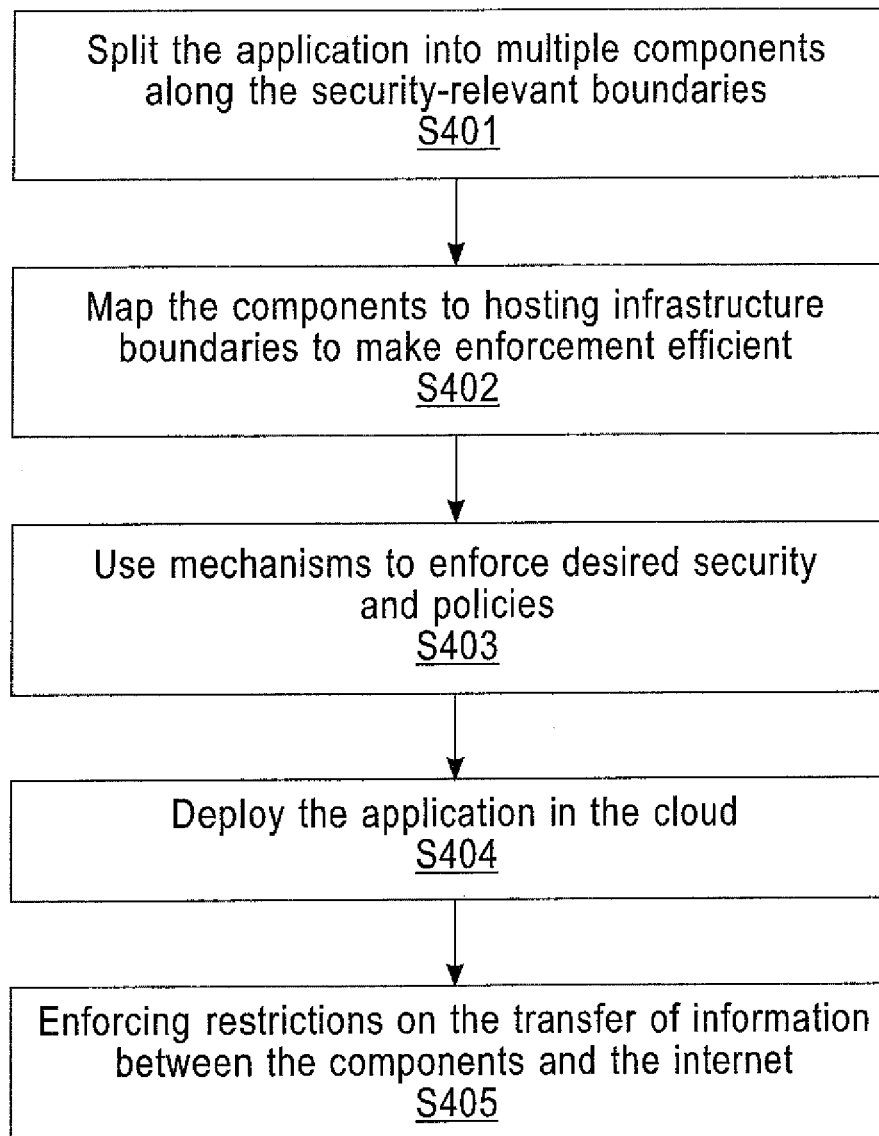 Split the application into multiple components
along the security-relevant boundaries
S401
Map the components to hosting infrastructure
boundaries to make enforcement efficient
S402
Use mechanisms to enforce desired security
and policies
S403
Deploy the application in the cloud
S404
Enforcing restrictions on the transfer of information
between the components and the internet
S405